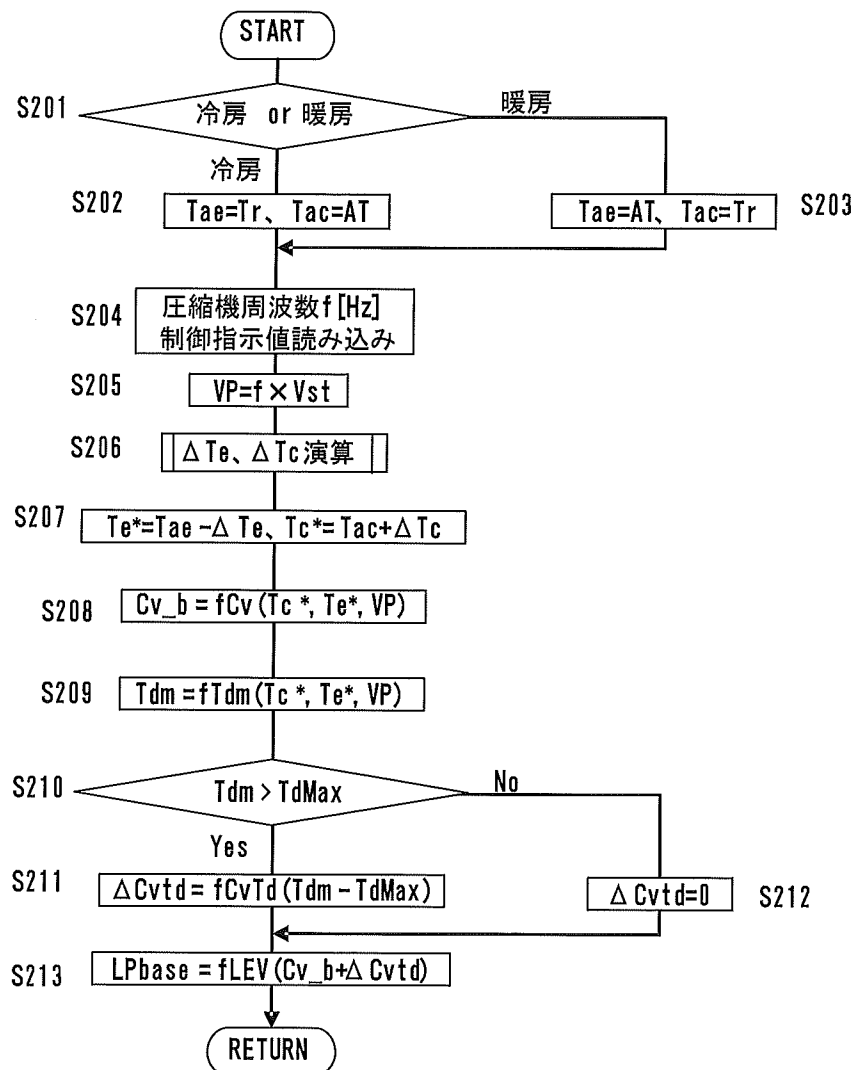 START
S201
冷房 or 暖房
暖房
冷房
S202
Tae=Tr、Tac=AT
Tae=AT、Tac=Tr
S203
S204
圧縮機周波数f[Hz]
制御指示値読み込み
S205
VP=f×Vst
S206
ΔTe、ΔTc演算
S207
Te*=Tae-ΔTe、Tc*=Tac+ΔTc
S208
Cv_b=fCv(Tc*,Te*,VP)
S209
Tdm=fTdm(Tc*,Te*,VP)
S210
Tdm>TdMax
No
Yes
S211
ΔCvtd=fCvTd(Tdm-TdMax)
ΔCvtd=0
S212
S213
LPbase=fLEV(Cv_b+ΔCvtd)
RETURN